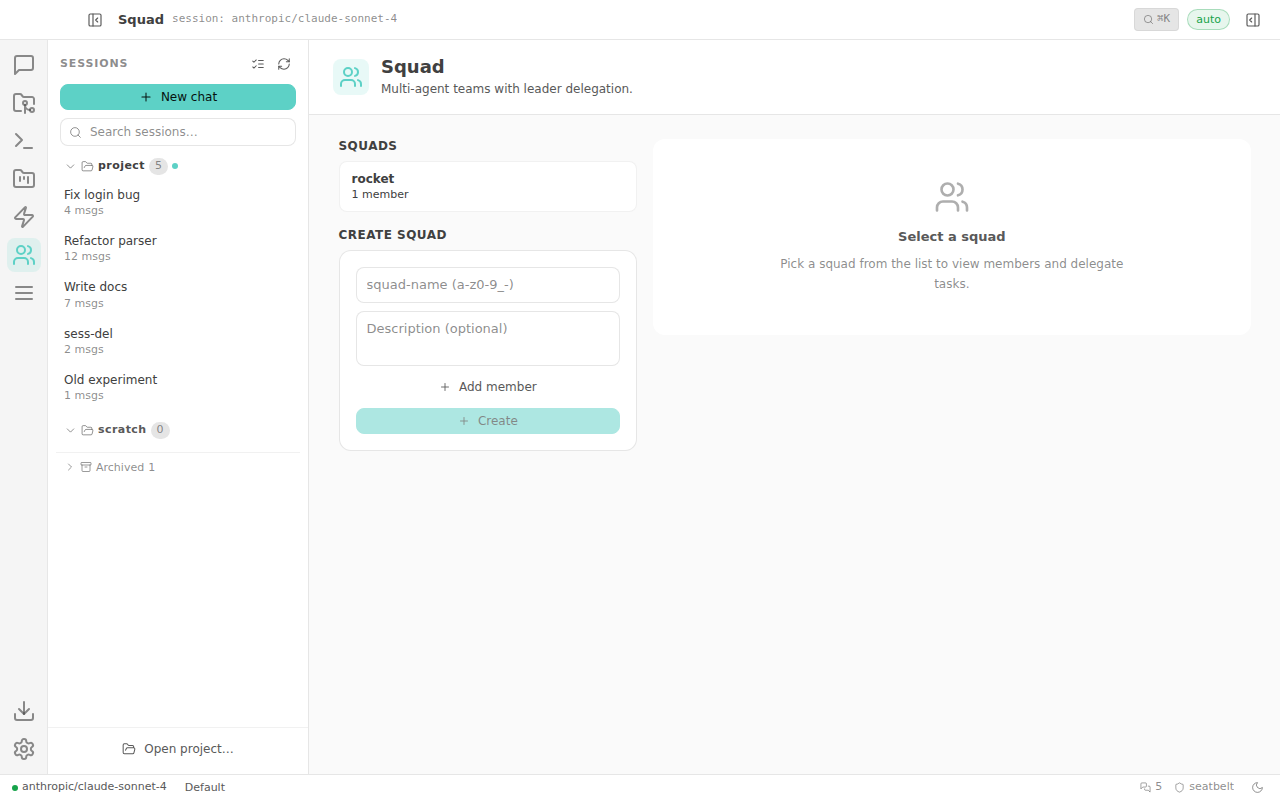 Squad session: anthropic/claude-sonnet-4
⌘K
auto
SESSIONS
New chat
Search sessions...
project 5
Fix login bug
4 msgs
Refactor parser
12 msgs
Write docs
7 msgs
sess-del
2 msgs
Old experiment
1 msgs
scratch 0
Archived 1
Open project...
Squad
Multi-agent teams with leader delegation.
SQUADS
rocket
1 member
CREATE SQUAD
squad-name (a-z0-9_-)
Description (optional)
Add member
Create
Select a squad
Pick a squad from the list to view members and delegate
tasks.
anthropic/claude-sonnet-4 Default
5 seatbelt